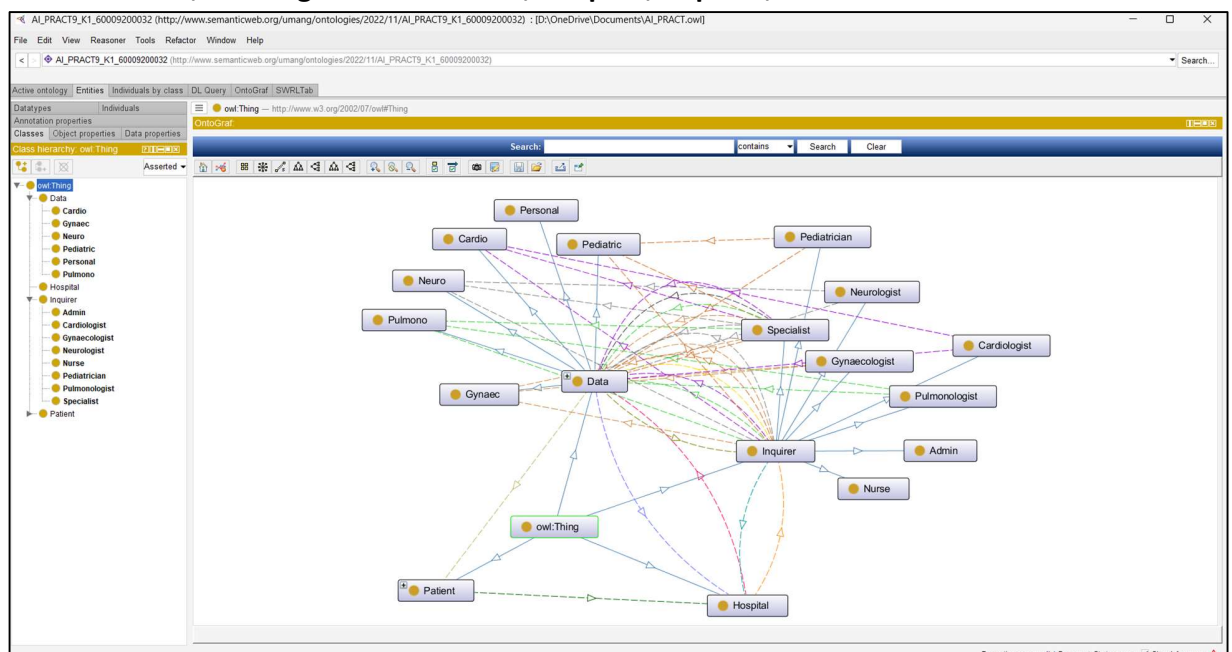 AI_PRACT9_K1_60009200032 (http://www.semanticweb.org/umang/ontologies/2022/11/AI_PRACT9_K1_60009200032) : [D:\OneDrive\Documents\AI_PRACT.owl]
File Edit View Reasoner Tools Refactor Window Help
< > AI_PRACT9_K1_60009200032 (http://www.semanticweb.org/umang/ontologies/2022/11/AI_PRACT9_K1_60009200032) Search...
Active ontology Entities Individuals by class DL Query OntoGraf SWRLTab
Datatypes Individuals
Annotation properties
Classes Object properties Data properties
Class hierarchy: owl:Thing
Asserted
owl:Thing
Data
Cardio
Gynaec
Neuro
Pediatric
Personal
Pulmono
Hospital
Inquirer
Admin
Cardiologist
Gynaecologist
Neurologist
Nurse
Pediatrician
Pulmonologist
Specialist
Patient
owl:Thing — http://www.w3.org/2002/07/owl#Thing
OntoGraf:
Search: contains Search Clear
Personal
Cardio
Pediatric
Pediatrician
Neuro
Neurologist
Pulmono
Specialist
Cardiologist
Gynaecologist
Data
Gynaec
Pulmonologist
Inquirer
Admin
Nurse
owl:Thing
Patient
Hospital